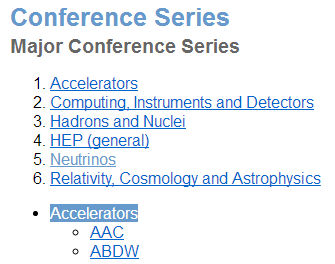 Conference Series
Major Conference Series
1. Accelerators
2. Computing, Instruments and Detectors
3. Hadrons and Nuclei
4. HEP (general)
5. Neutrinos
6. Relativity, Cosmology and Astrophysics
• Accelerators
◦ AAC
◦ ABDW